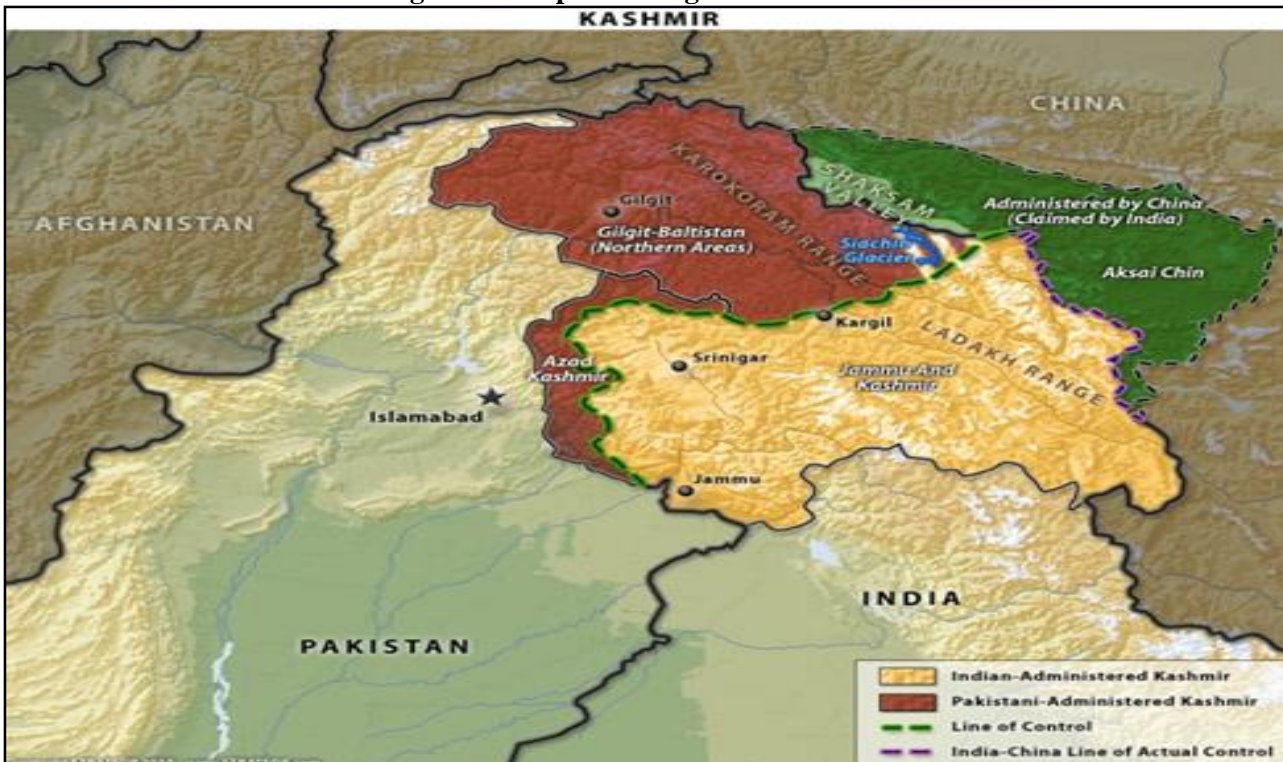 KASHMIR
CHINA
AFGHANISTAN
KAROKORAM RANGE
SHAKSAM
VALLEY
Administered by China
(Claimed by India)
Gilgit
Gilgit-Baltistan
(Northern Areas)
Siachin
Glacier
Aksai Chin
Kargil
LADAKH RANGE
Srinigar
Azad
Kashmir
Jammu And
Kashmir
Islamabad
Jammu
INDIA
PAKISTAN
Indian-Administered Kashmir
Pakistani-Administered Kashmir
Line of Control
India-China Line of Actual Control